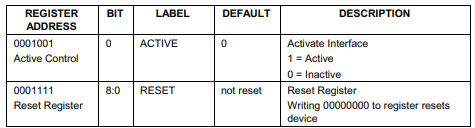 REGISTER ADDRESS BIT LABEL DEFAULT DESCRIPTION
0001001 0 ACTIVE 0 Activate Interface
Active Control 1 = Active
0 = Inactive
0001111 8:0 RESET not reset Reset Register
Reset Register Writing 00000000 to register resets
device